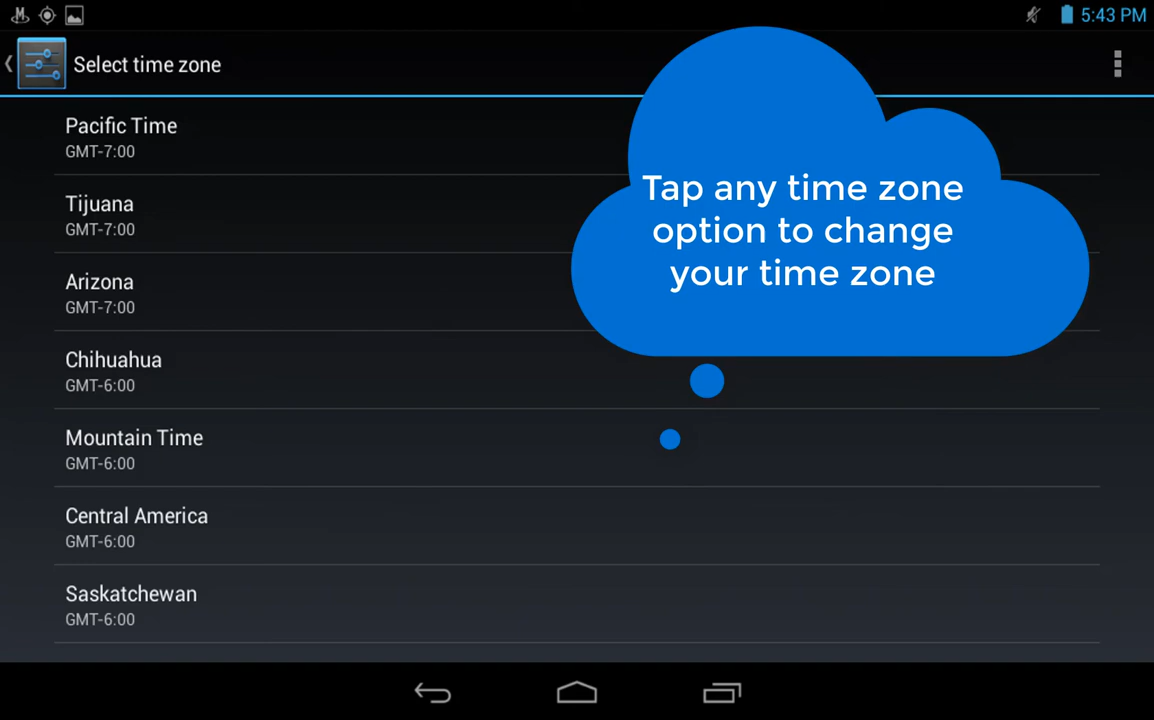 5:43 PM
Select time zone
Pacific Time
GMT-7:00
Tijuana
GMT-7:00
Arizona
GMT-7:00
Chihuahua
GMT-6:00
Mountain Time
GMT-6:00
Central America
GMT-6:00
Saskatchewan
GMT-6:00
Tap any time zone
option to change
your time zone